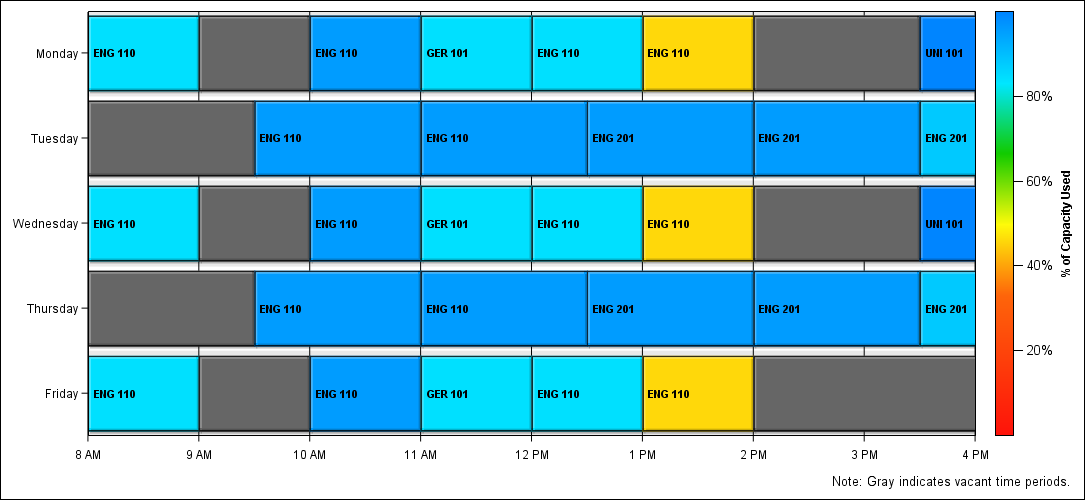 Monday
ENG 110
ENG 110
GER 101
ENG 110
ENG 110
UNI 101
Tuesday
ENG 110
ENG 110
ENG 201
ENG 201
ENG 201
Wednesday
ENG 110
ENG 110
GER 101
ENG 110
ENG 110
UNI 101
Thursday
ENG 110
ENG 110
ENG 201
ENG 201
ENG 201
Friday
ENG 110
ENG 110
GER 101
ENG 110
ENG 110
8 AM
9 AM
10 AM
11 AM
12 PM
1 PM
2 PM
3 PM
4 PM
80%
60%
40%
20%
% of Capacity Used
Note: Gray indicates vacant time periods.